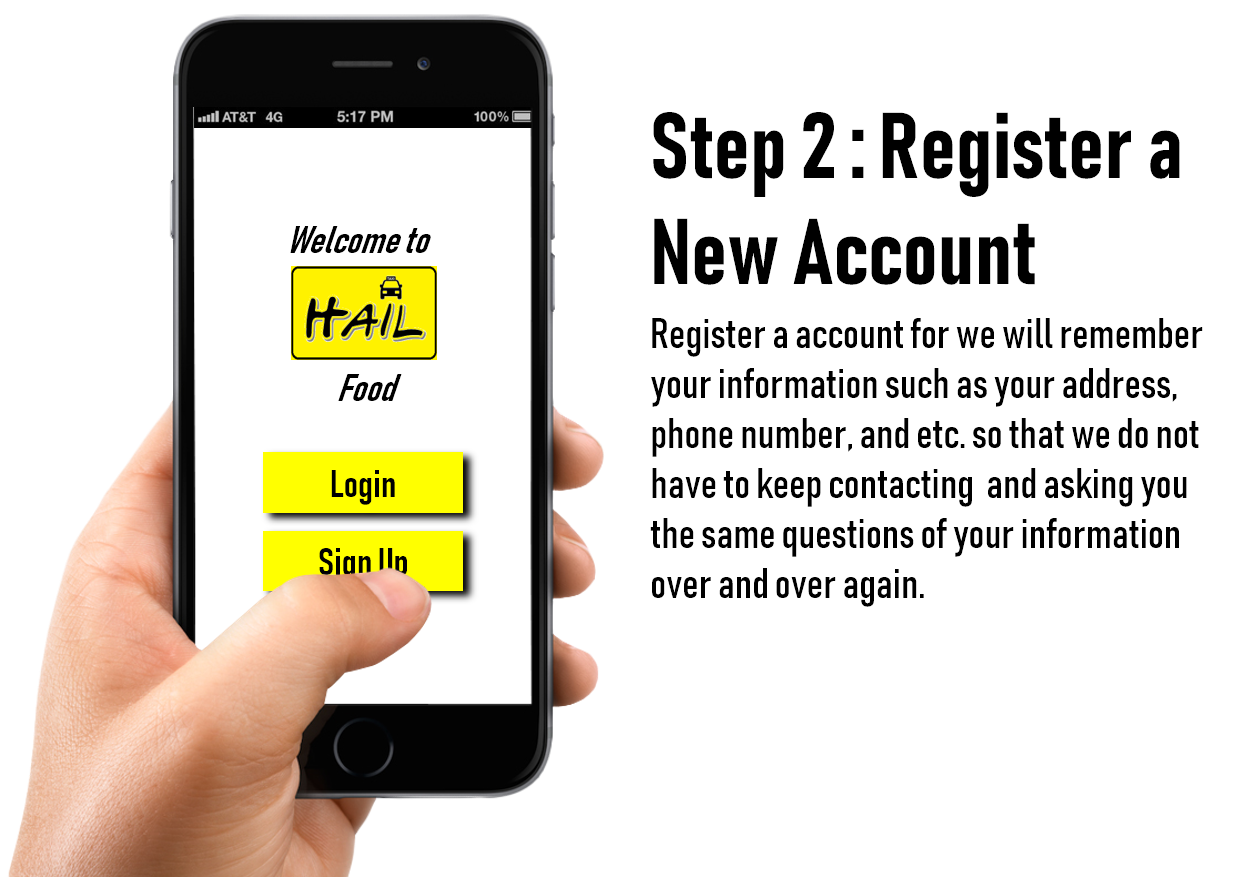 AT&T 4G 5:17 PM 100%
Welcome to
TAXI
HAIL
Food
Login
Sign Up
Step 2 : Register a
New Account
Register a account for we will remember
your information such as your address,
phone number, and etc. so that we do not
have to keep contacting  and asking you
the same questions of your information
over and over again.